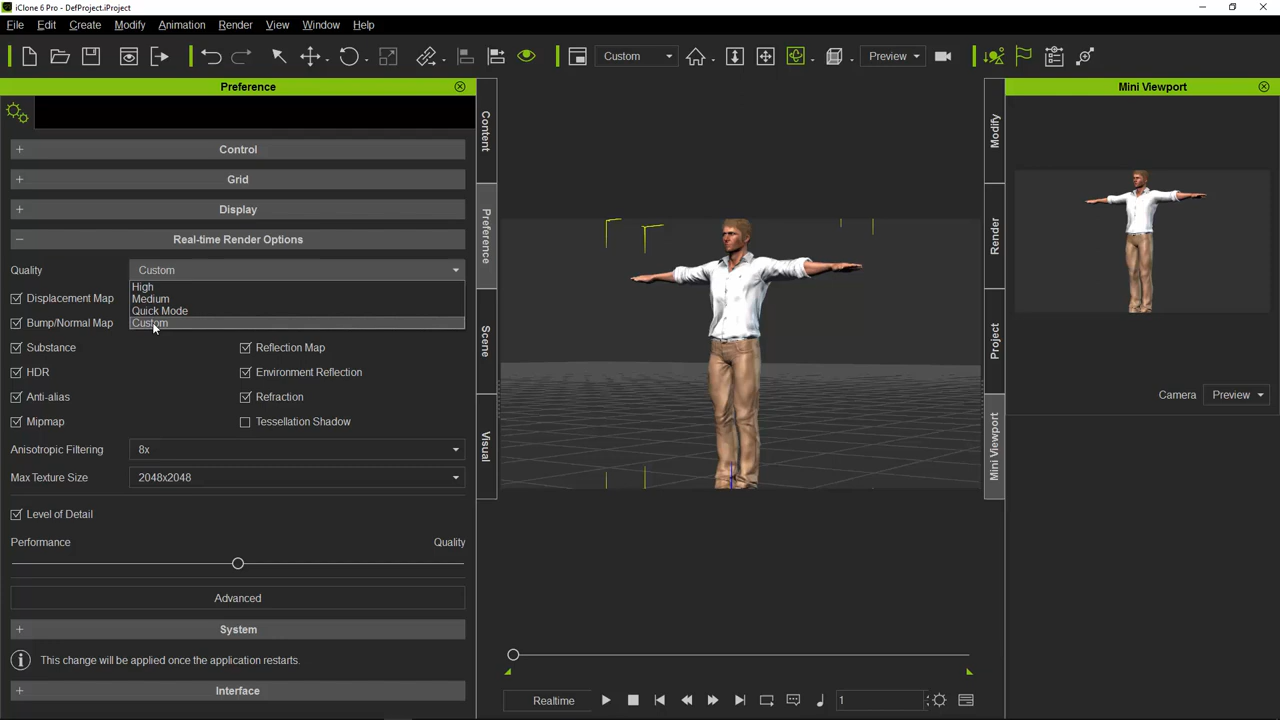 iClone 6 Pro - DefProject.iProject
File Edit Create Modify Animation Render View Window Help
Custom
Preview
Preference
Control
Grid
Display
Real-time Render Options
Quality Custom
High
Medium
Quick Mode
Custom
Displacement Map
Bump/Normal Map
Substance Reflection Map
HDR Environment Reflection
Anti-alias Refraction
Mipmap Tessellation Shadow
Anisotropic Filtering 8x
Max Texture Size 2048x2048
Level of Detail
Performance Quality
Advanced
System
This change will be applied once the application restarts.
Interface
Content
Preference
Scene
Visual
Realtime
1
Modify
Render
Project
Mini Viewport
Mini Viewport
Camera Preview